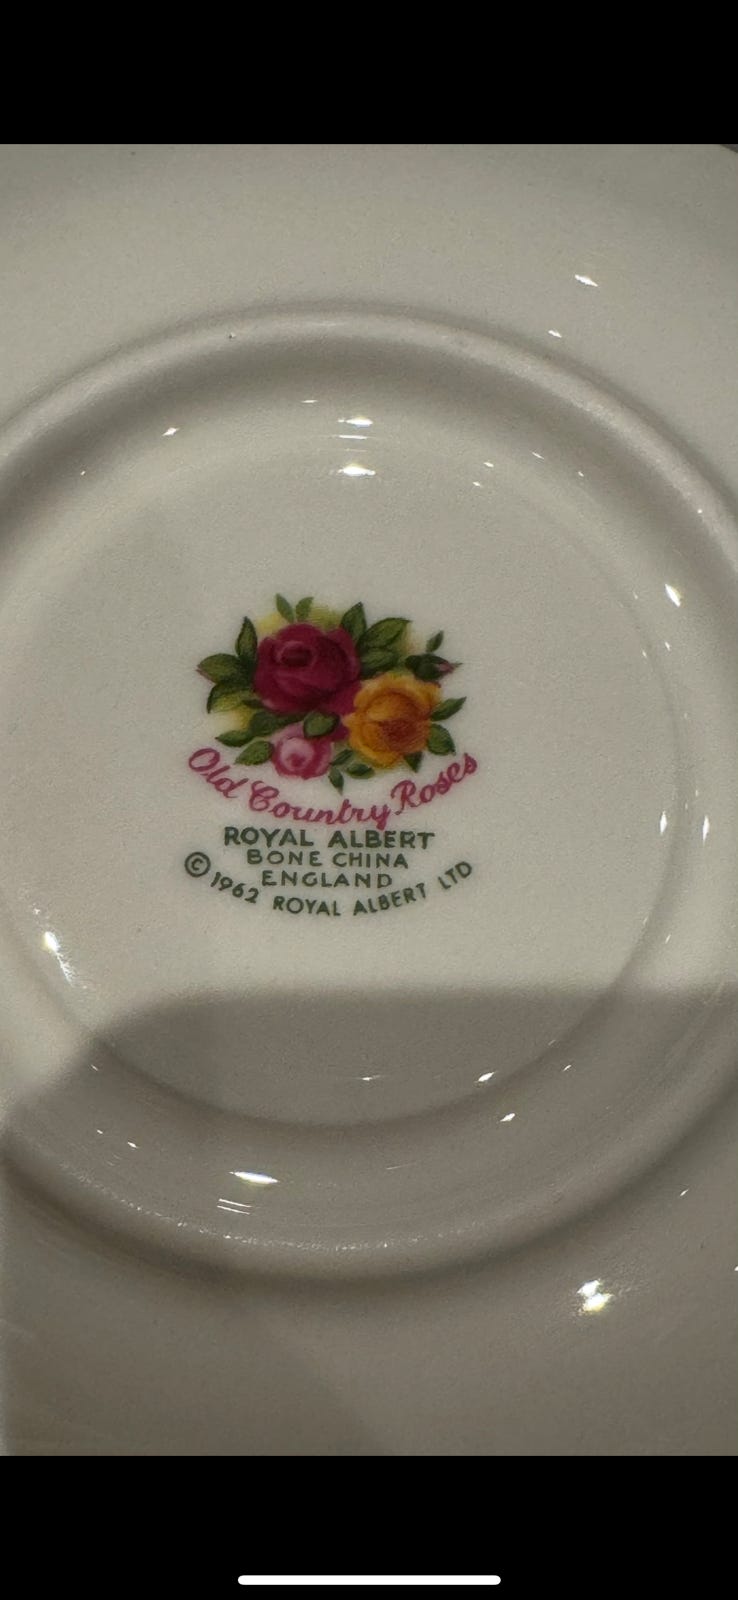 Old Country Roses
ROYAL ALBERT
BONE CHINA
ENGLAND
© 1962 ROYAL ALBERT LTD